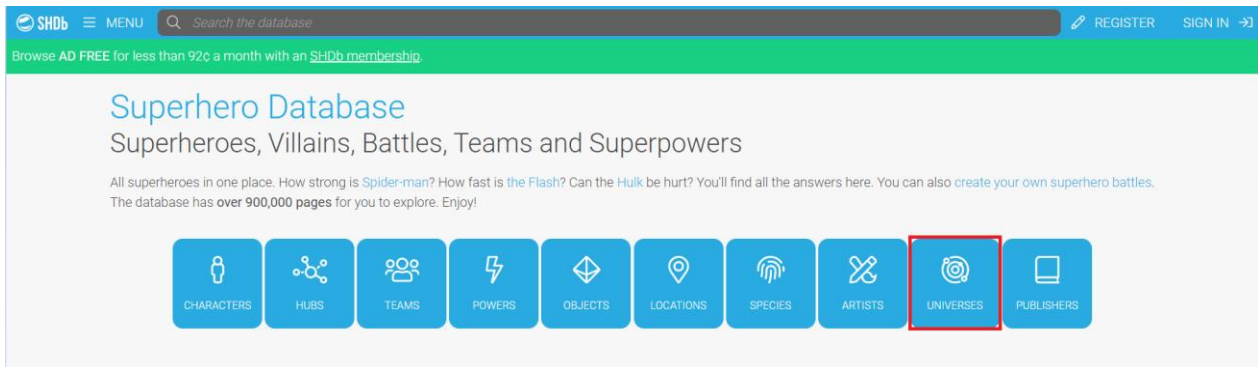 SHDb MENU Search the database REGISTER SIGN IN
Browse AD FREE for less than 92¢ a month with an SHDb membership.
Superhero Database
Superheroes, Villains, Battles, Teams and Superpowers
All superheroes in one place. How strong is Spider-man? How fast is the Flash? Can the Hulk be hurt? You'll find all the answers here. You can also create your own superhero battles.
The database has over 900,000 pages for you to explore. Enjoy!
CHARACTERS HUBS TEAMS POWERS OBJECTS LOCATIONS SPECIES ARTISTS UNIVERSES PUBLISHERS